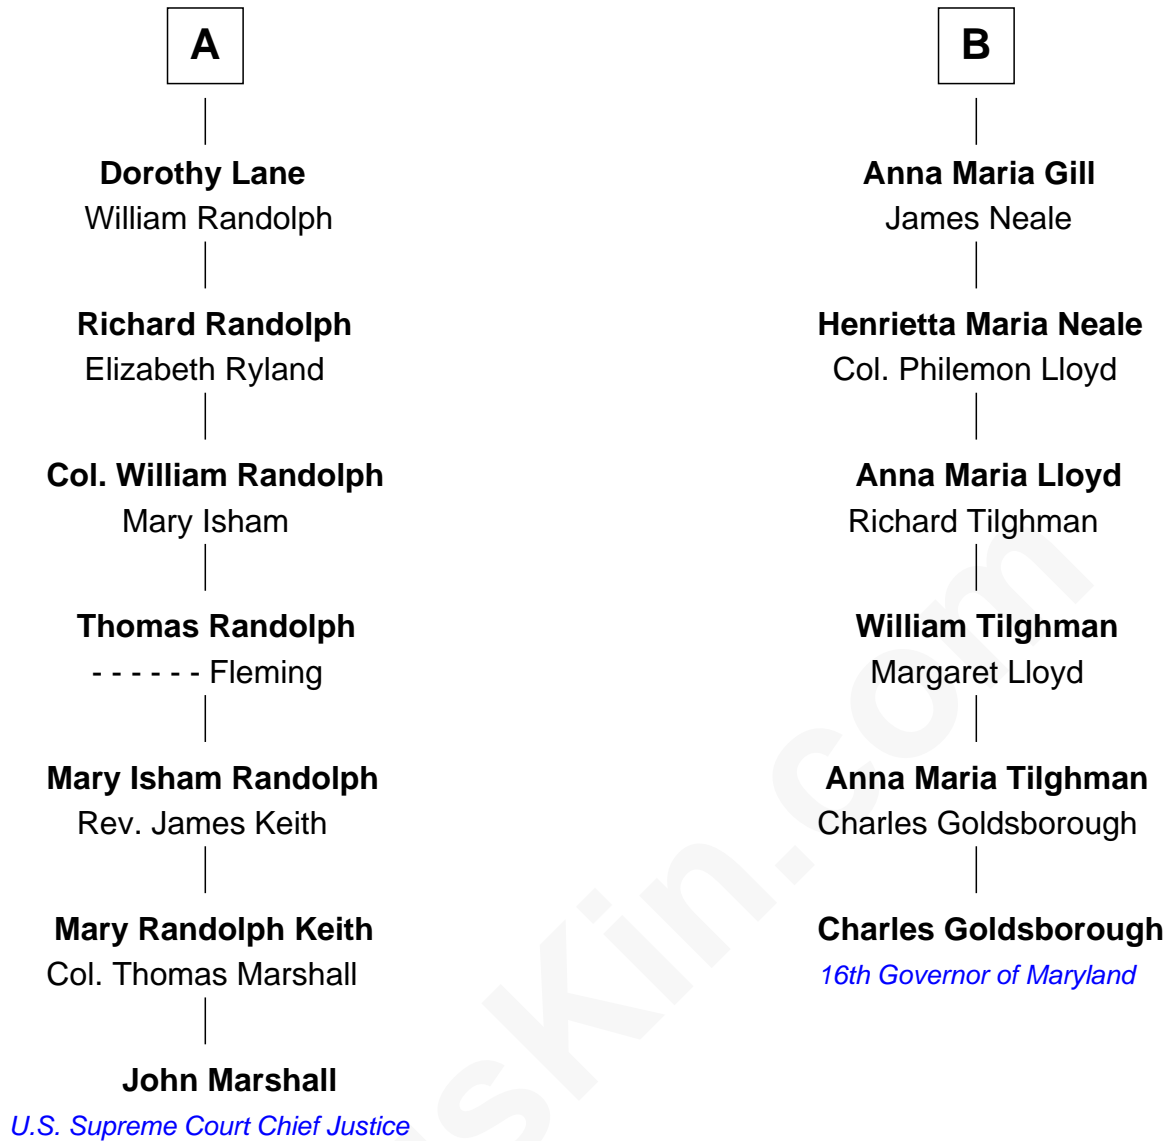 A
Dorothy Lane
William Randolph
Richard Randolph
Elizabeth Ryland
Col. William Randolph
Mary Isham
Thomas Randolph
- - - - - - Fleming
Mary Isham Randolph
Rev. James Keith
Mary Randolph Keith
Col. Thomas Marshall
John Marshall
U.S. Supreme Court Chief Justice
B
Anna Maria Gill
James Neale
Henrietta Maria Neale
Col. Philemon Lloyd
Anna Maria Lloyd
Richard Tilghman
William Tilghman
Margaret Lloyd
Anna Maria Tilghman
Charles Goldsborough
Charles Goldsborough
16th Governor of Maryland
sKin.com